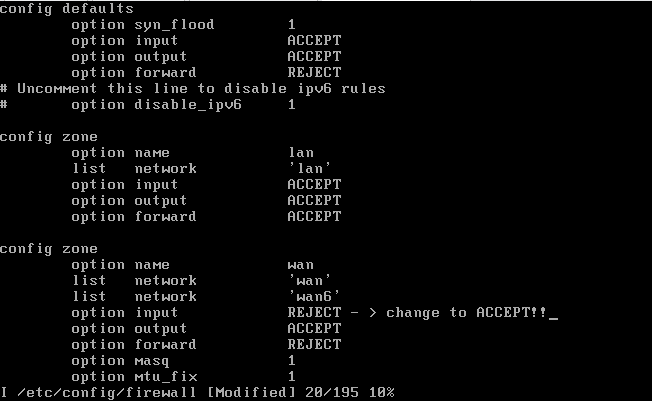 config defaults
        option syn_flood        1
        option input            ACCEPT
        option output           ACCEPT
        option forward          REJECT
# Uncomment this line to disable ipv6 rules
#       option disable_ipv6     1

config zone
        option name             lan
        list   network          'lan'
        option input            ACCEPT
        option output           ACCEPT
        option forward          ACCEPT

config zone
        option name             wan
        list   network          'wan'
        list   network          'wan6'
        option input            REJECT - > change to ACCEPT!!_
        option output           ACCEPT
        option forward          REJECT
        option masq             1
        option mtu_fix          1
I /etc/config/firewall [Modified] 20/195 10%